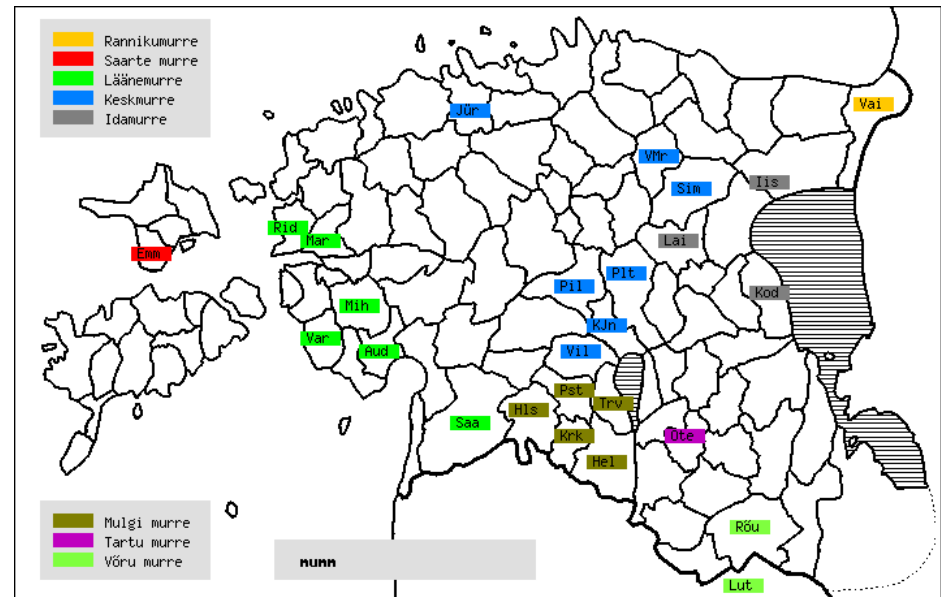 Rannikumurre
Saarte murre
Läänemurre
Keskmurre
Idamurre
Jür
Vai
VMr
Sim
Iis
Rid
Mar
Emm
Lai
Plt
Pil
Kod
Mih
KJn
Var
Aud
Vil
Pst
Trv
Hls
Saa
Krk
Ote
Hel
Mulgi murre
Tartu murre
Võru murre
Rõu
nunn
Lut